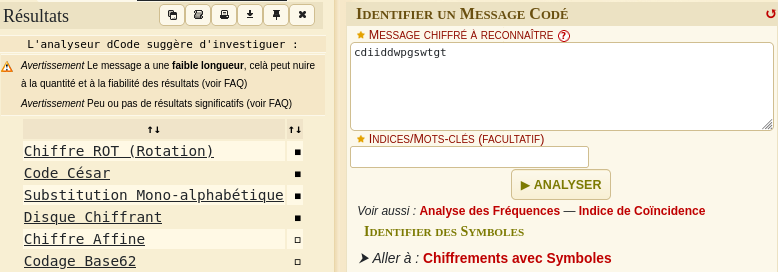 Résultats
L'analyseur dCode suggère d'investiguer :
Avertissement Le message a une faible longueur, celà peut nuire
à la quantité et à la fiabilité des résultats (voir FAQ)
Avertissement Peu ou pas de résultats significatifs (voir FAQ)
↑↓ ↑↓
Chiffre ROT (Rotation) ■
Code César ■
Substitution Mono-alphabétique ■
Disque Chiffrant ■
Chiffre Affine □
Codage Base62 □
Identifier un Message Codé
★ Message chiffré à reconnaître ?
cdiiddwpgswtgt
★ Indices/Mots-clés (facultatif)
▶ ANALYSER
Voir aussi : Analyse des Fréquences — Indice de Coïncidence
Identifier des Symboles
➤ Aller à : Chiffrements avec Symboles